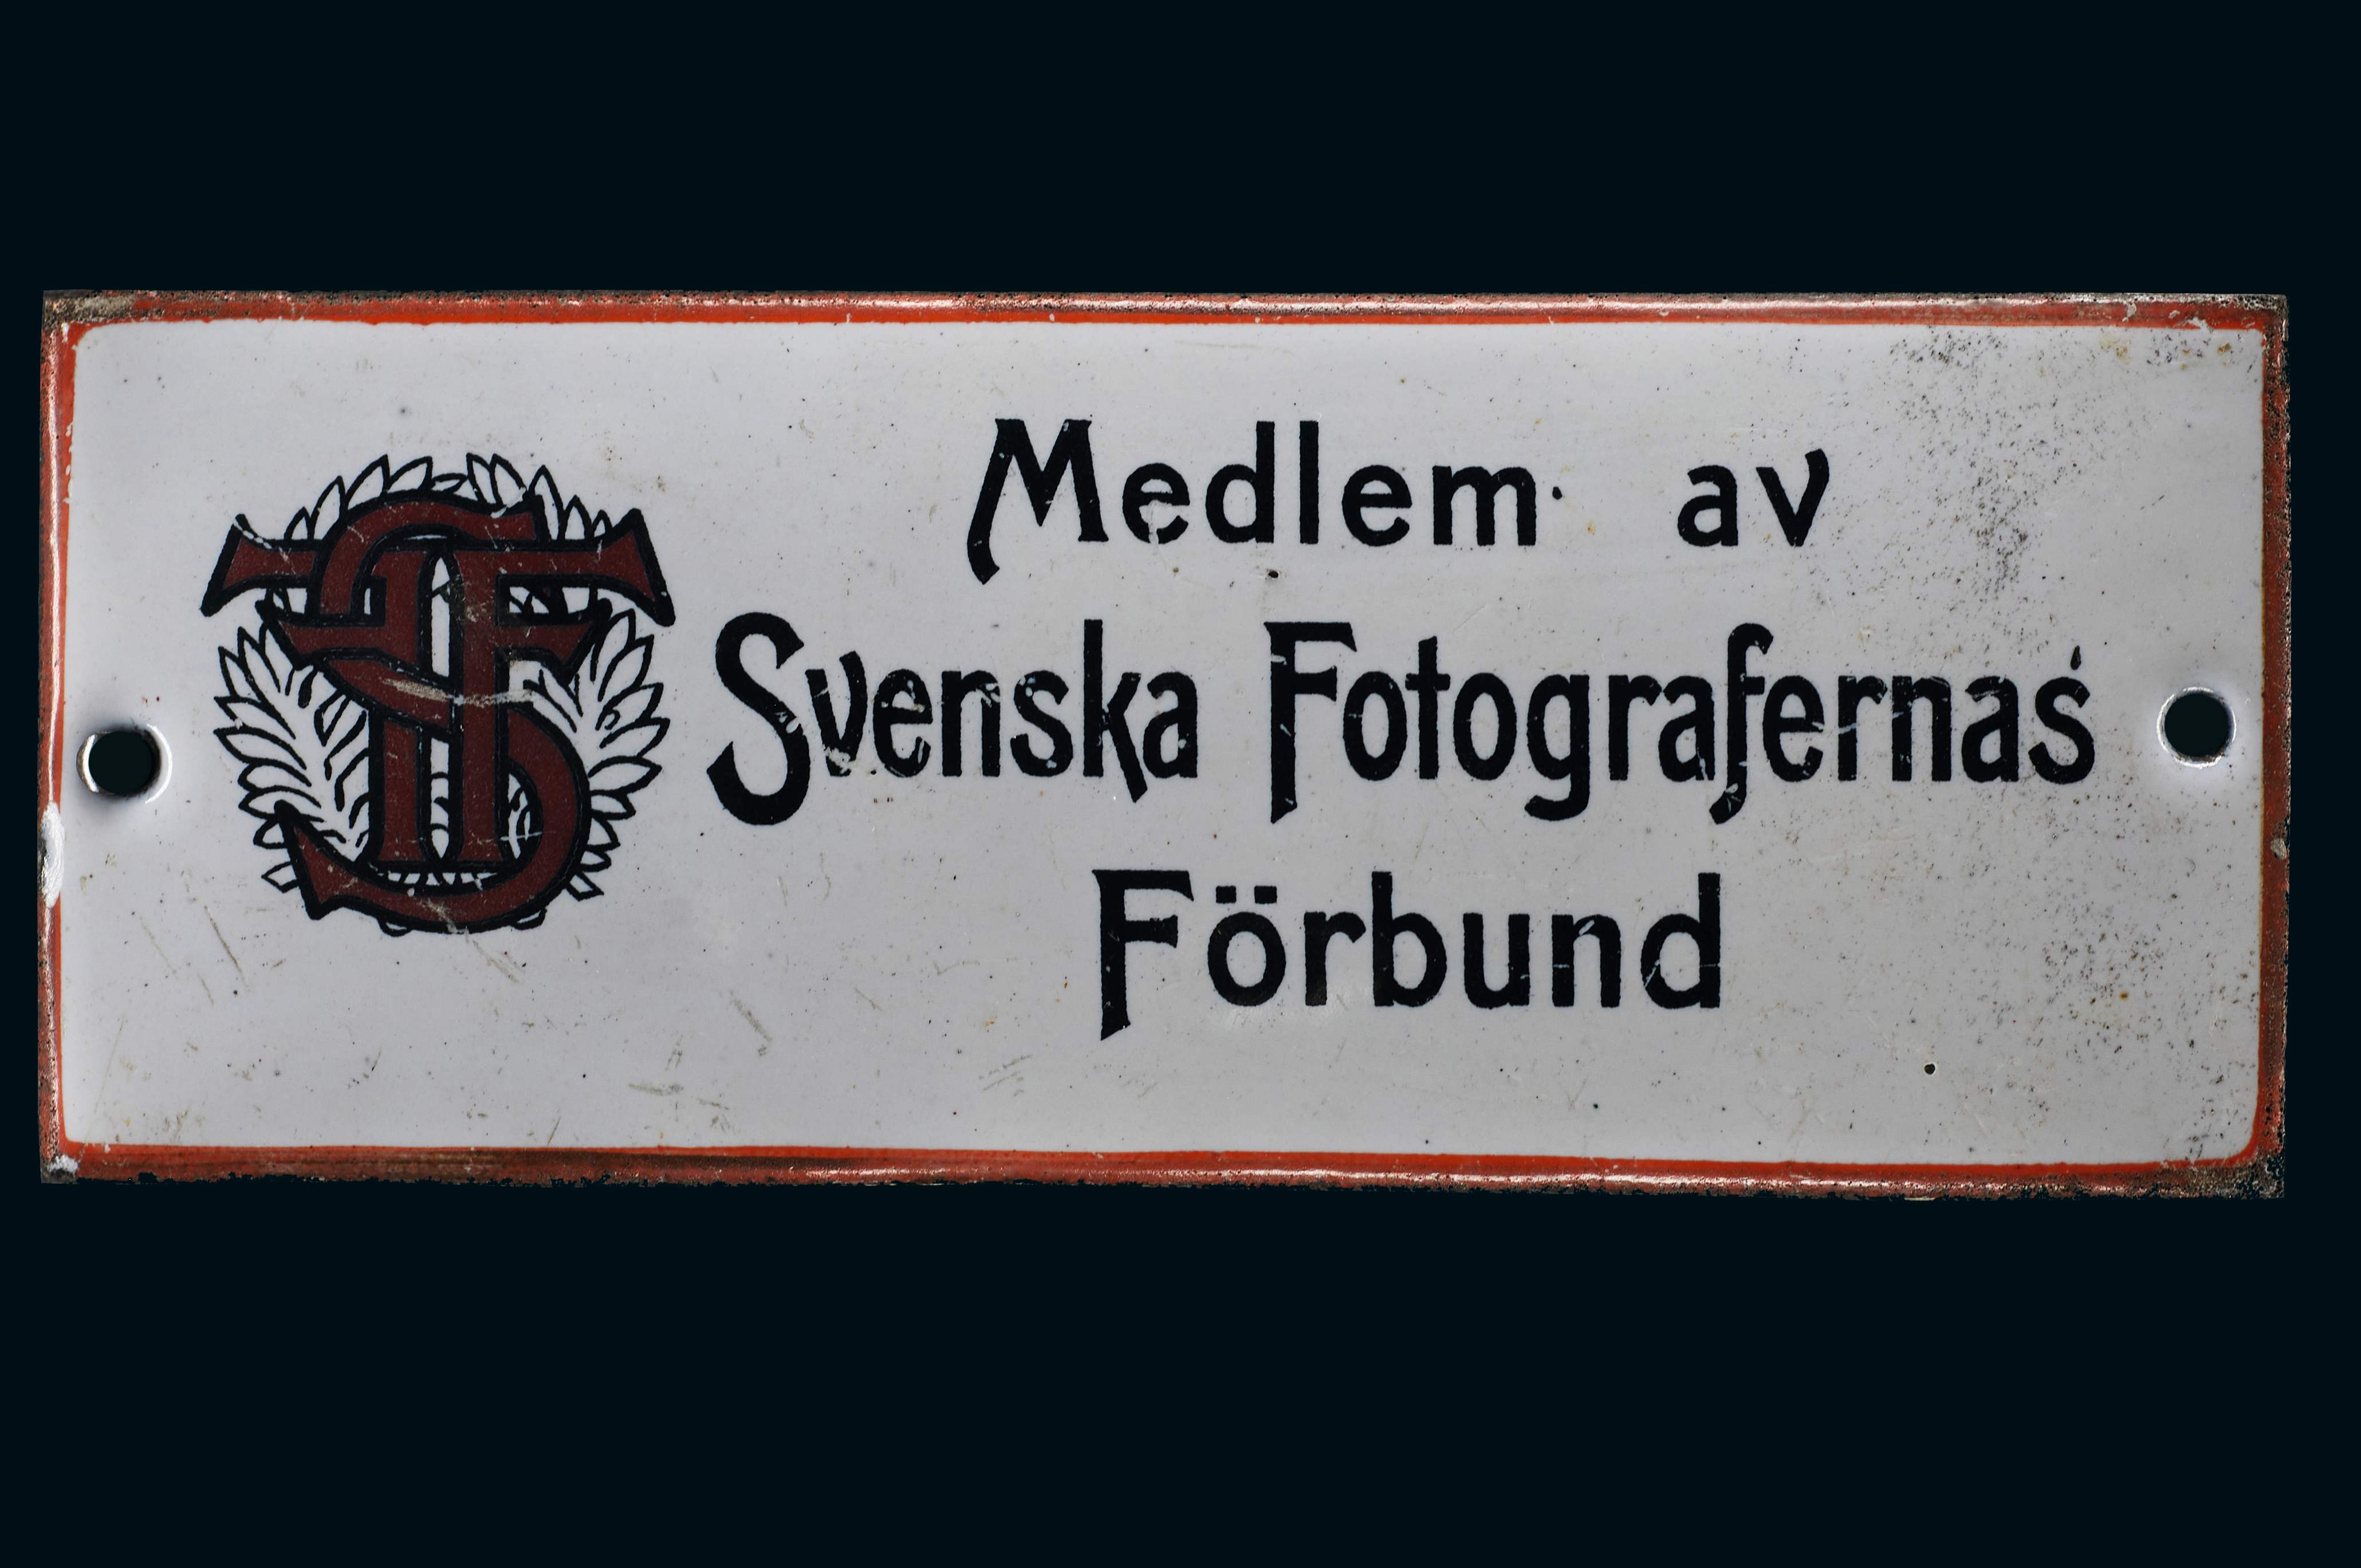 Medlem av
Svenska Fotografernas
Förbund